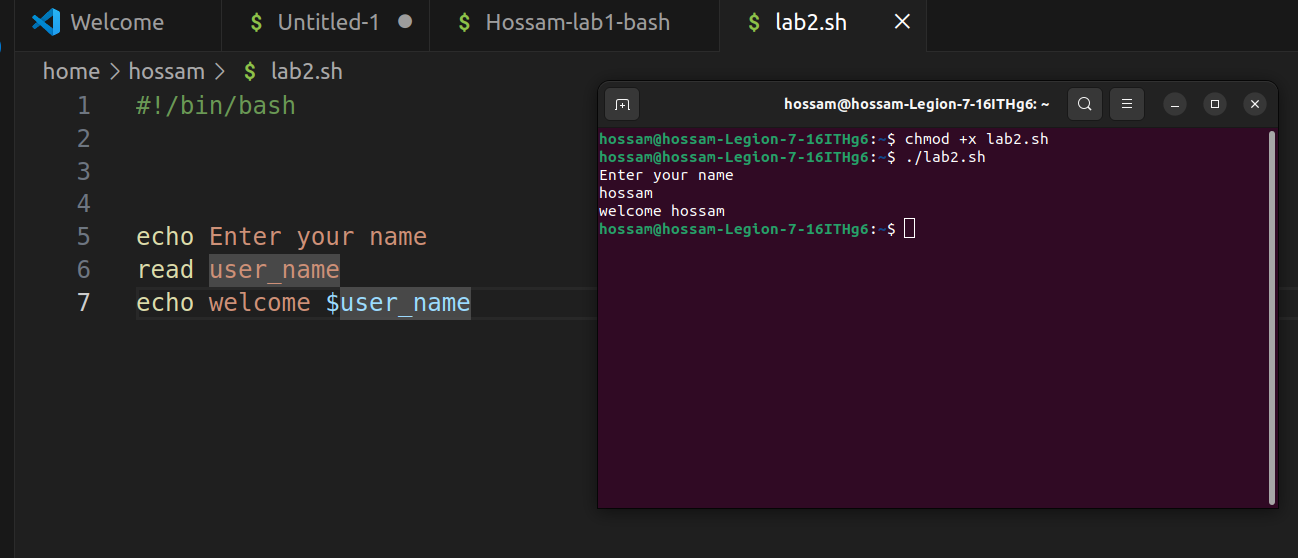 Welcome $ Untitled-1 $ Hossam-lab1-bash $ lab2.sh
home > hossam > $ lab2.sh
1 #!/bin/bash
2
3
4
5 echo Enter your name
6 read user_name
7 echo welcome $user_name
hossam@hossam-Legion-7-16ITHg6: ~
hossam@hossam-Legion-7-16ITHg6:~$ chmod +x lab2.sh
hossam@hossam-Legion-7-16ITHg6:~$ ./lab2.sh
Enter your name
hossam
welcome hossam
hossam@hossam-Legion-7-16ITHg6:~$